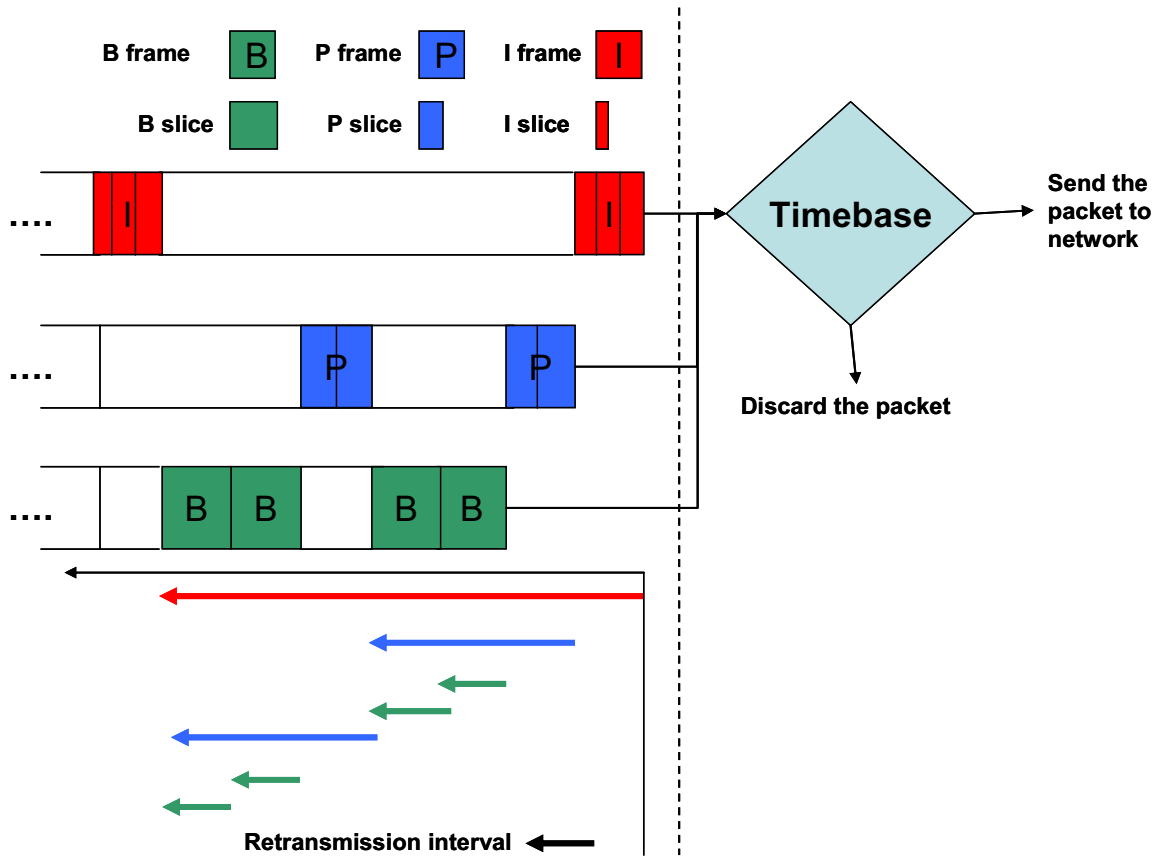 B frame B P frame P I frame I
B slice P slice I slice
.... I I
Timebase
Send the
packet to
network
.... P P
Discard the packet
.... B B B B
Retransmission interval